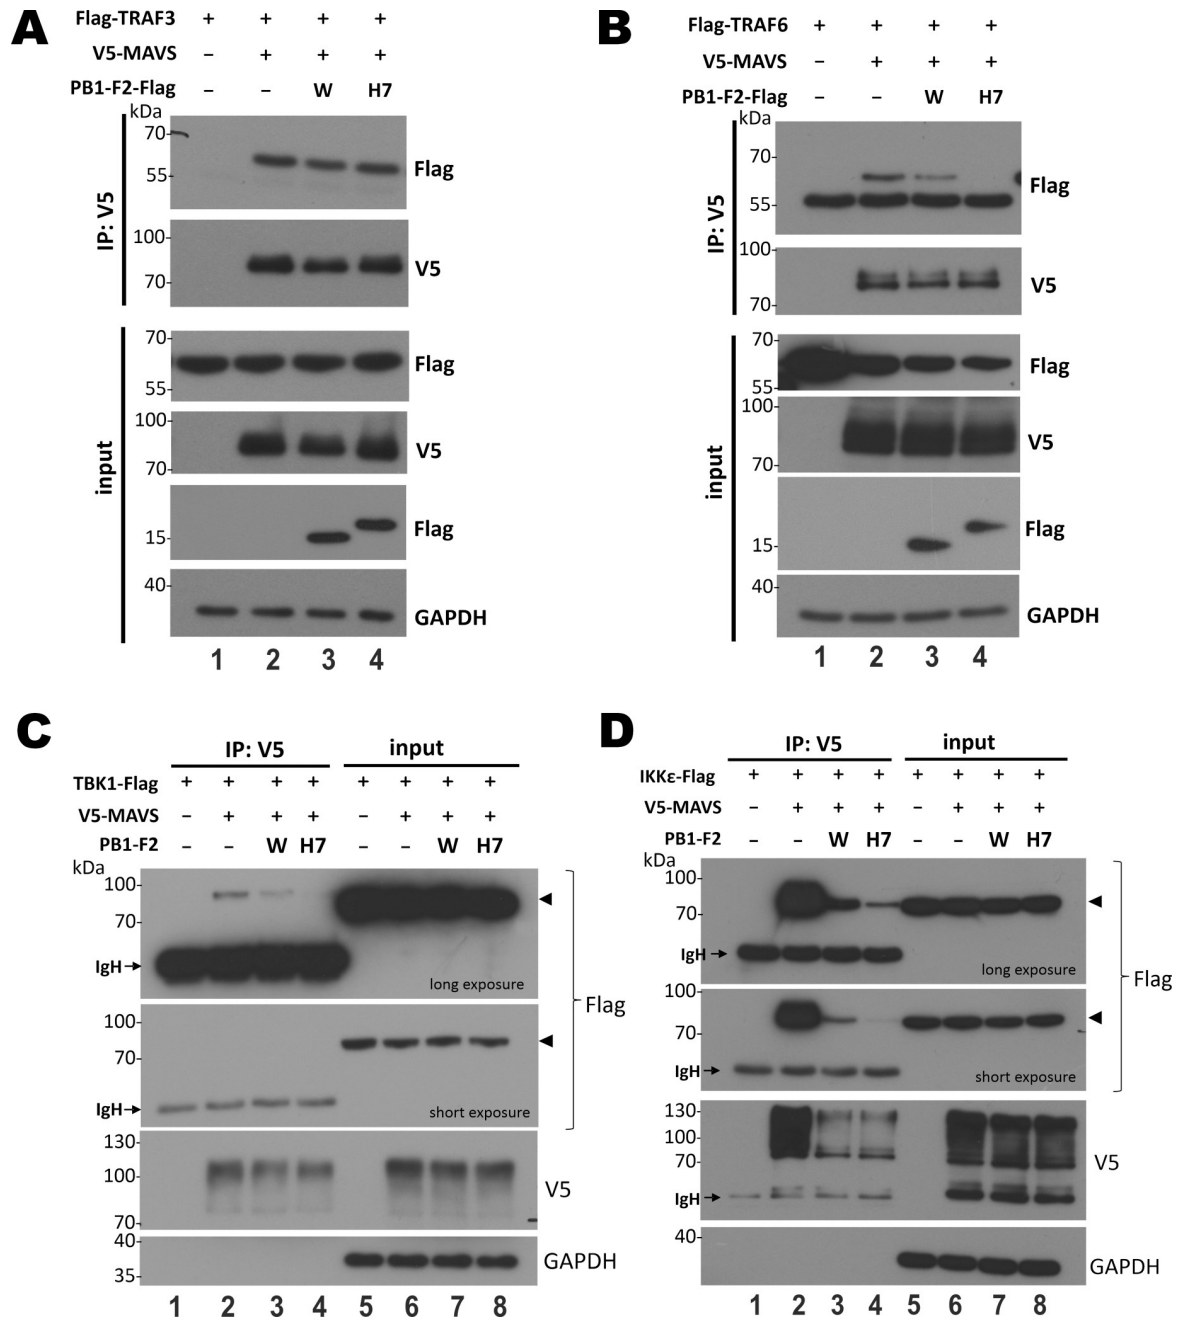 A
Flag-TRAF3 + + + +
V5-MAVS – + + +
PB1-F2-Flag – – W H7
kDa
IP: V5
70-
55-
Flag
100-
70-
V5
input
70-
55-
Flag
100-
70-
V5
15-
Flag
40-
GAPDH
1 2 3 4
B
Flag-TRAF6 + + + +
V5-MAVS – + + +
PB1-F2-Flag – – W H7
kDa
IP: V5
70-
55-
Flag
100-
70-
V5
input
70-
55-
Flag
100-
70-
V5
15-
Flag
40-
GAPDH
1 2 3 4
C
IP: V5 input
TBK1-Flag + + + + + + + +
V5-MAVS – + + + – + + +
PB1-F2 – – W H7 – – W H7
kDa
100-
70-
IgH→
long exposure
100-
70-
IgH→
short exposure
Flag
130-
100-
70-
V5
40-
35-
GAPDH
1 2 3 4 5 6 7 8
D
IP: V5 input
IKKε-Flag + + + + + + + +
V5-MAVS – + + + – + + +
PB1-F2 – – W H7 – – W H7
kDa
100-
70-
IgH→
long exposure
100-
70-
IgH→
short exposure
Flag
130-
100-
70-
IgH→
V5
40-
GAPDH
1 2 3 4 5 6 7 8